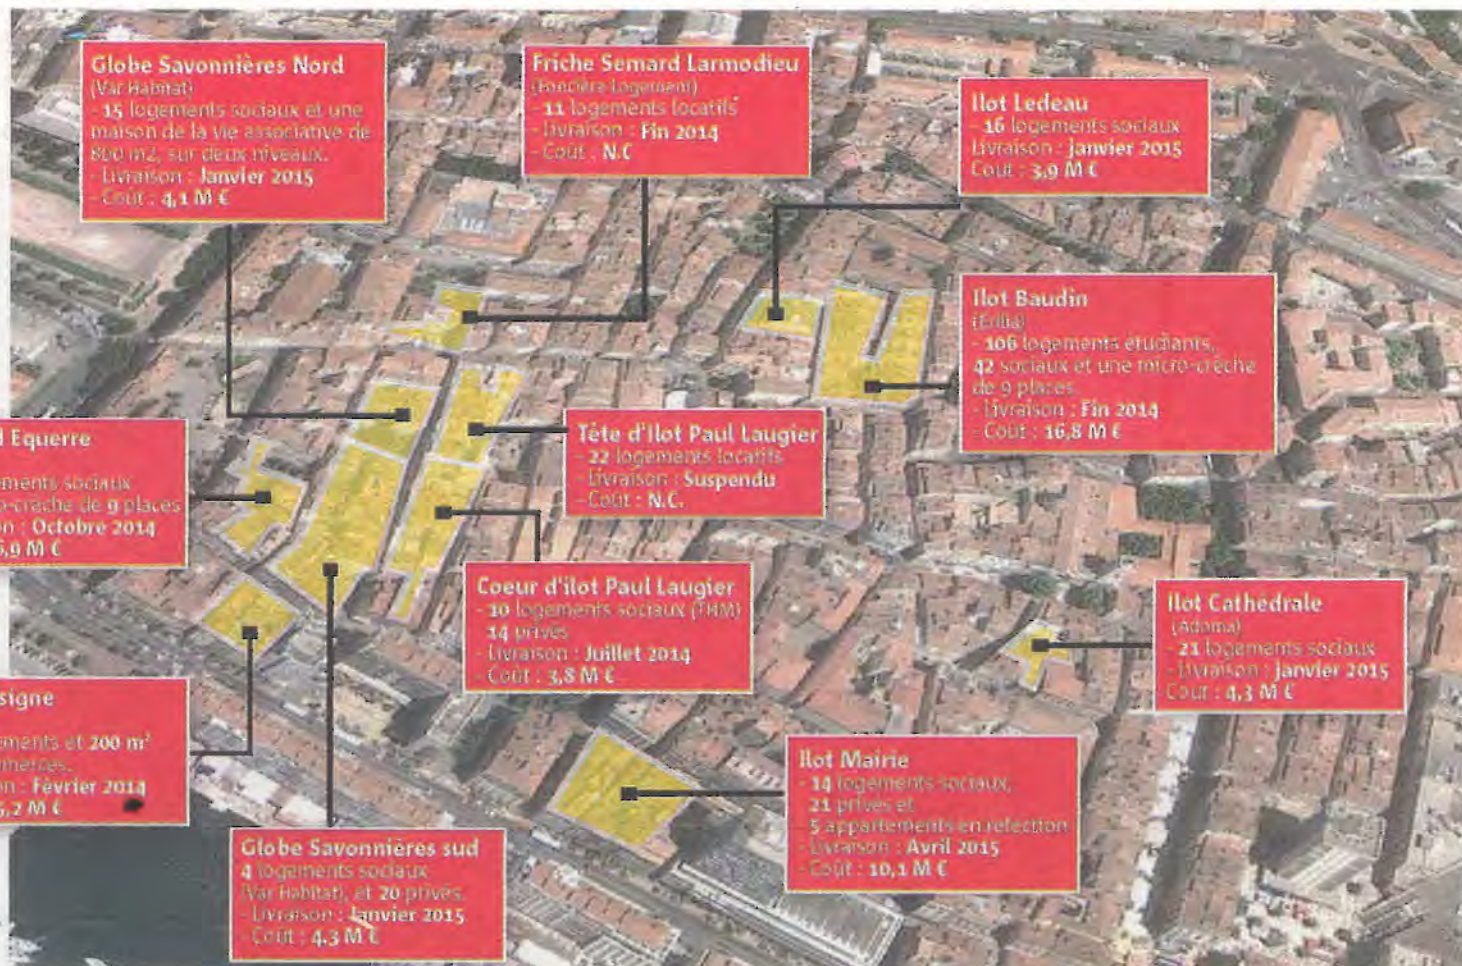 Globe Savonnières Nord
(Var Habitat)
- 15 logements sociaux et une
maison de la vie associative de
800 m2, sur deux niveaux.
- Livraison : Janvier 2015
- Coût : 4,1 M €
Friche Semard Larmodieu
(Foncière Logement)
- 11 logements locatifs
- Livraison : Fin 2014
- Coût : N.C
Ilot Ledeau
- 16 logements sociaux
Livraison : Janvier 2015
Coût : 3,9 M €
Ilot Baudin
(Erilia)
- 106 logements étudiants,
42 sociaux et une micro-crèche
de 9 places.
- Livraison : Fin 2014
- Coût : 16,8 M €
Equerre
ements sociaux
o-crèche de 9 places
on : Octobre 2014
6,9 M €
Tête d'Ilot Paul Laugier
- 22 logements locatifs
- Livraison : Suspendu
- Coût : N.C.
Coeur d'ilot Paul Laugier
- 10 logements sociaux (THM)
14 privés
- Livraison : Juillet 2014
- Coût : 3,8 M €
Ilot Cathédrale
(Adoma)
- 21 logements sociaux
- Livraison : Janvier 2015
Coût : 4,3 M €
signe
ements et 200 m²
merces.
on : Février 2014
5,2 M €
Ilot Mairie
- 14 logements sociaux,
21 privés et
5 appartements en réfection
- Livraison : Avril 2015
- Coût : 10,1 M €
Globe Savonnières sud
4 logements sociaux
(Var Habitat), et 20 privés.
- Livraison : Janvier 2015
- Coût : 4.3 M €